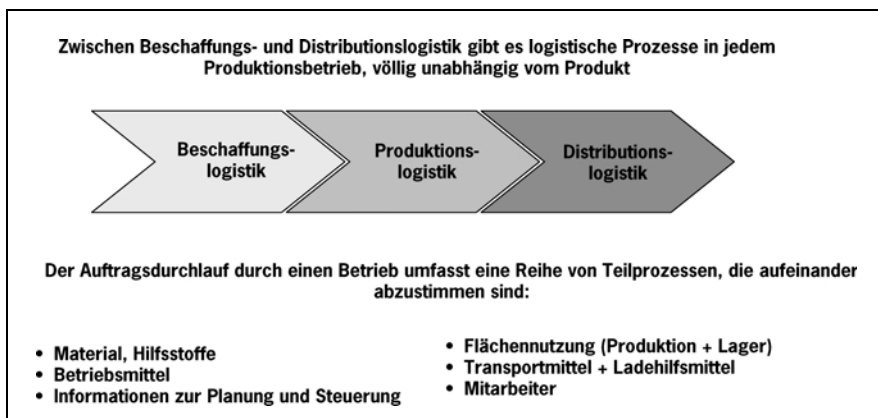 Zwischen Beschaffungs- und Distributionslogistik gibt es logistische Prozesse in jedem
Produktionsbetrieb, völlig unabhängig vom Produkt
Beschaffungs-
logistik
Produktions-
logistik
Distributions-
logistik
Der Auftragsdurchlauf durch einen Betrieb umfasst eine Reihe von Teilprozessen, die aufeinander
abzustimmen sind:
• Material, Hilfsstoffe
• Betriebsmittel
• Informationen zur Planung und Steuerung
• Flächennutzung (Produktion + Lager)
• Transportmittel + Ladehilfsmittel
• Mitarbeiter